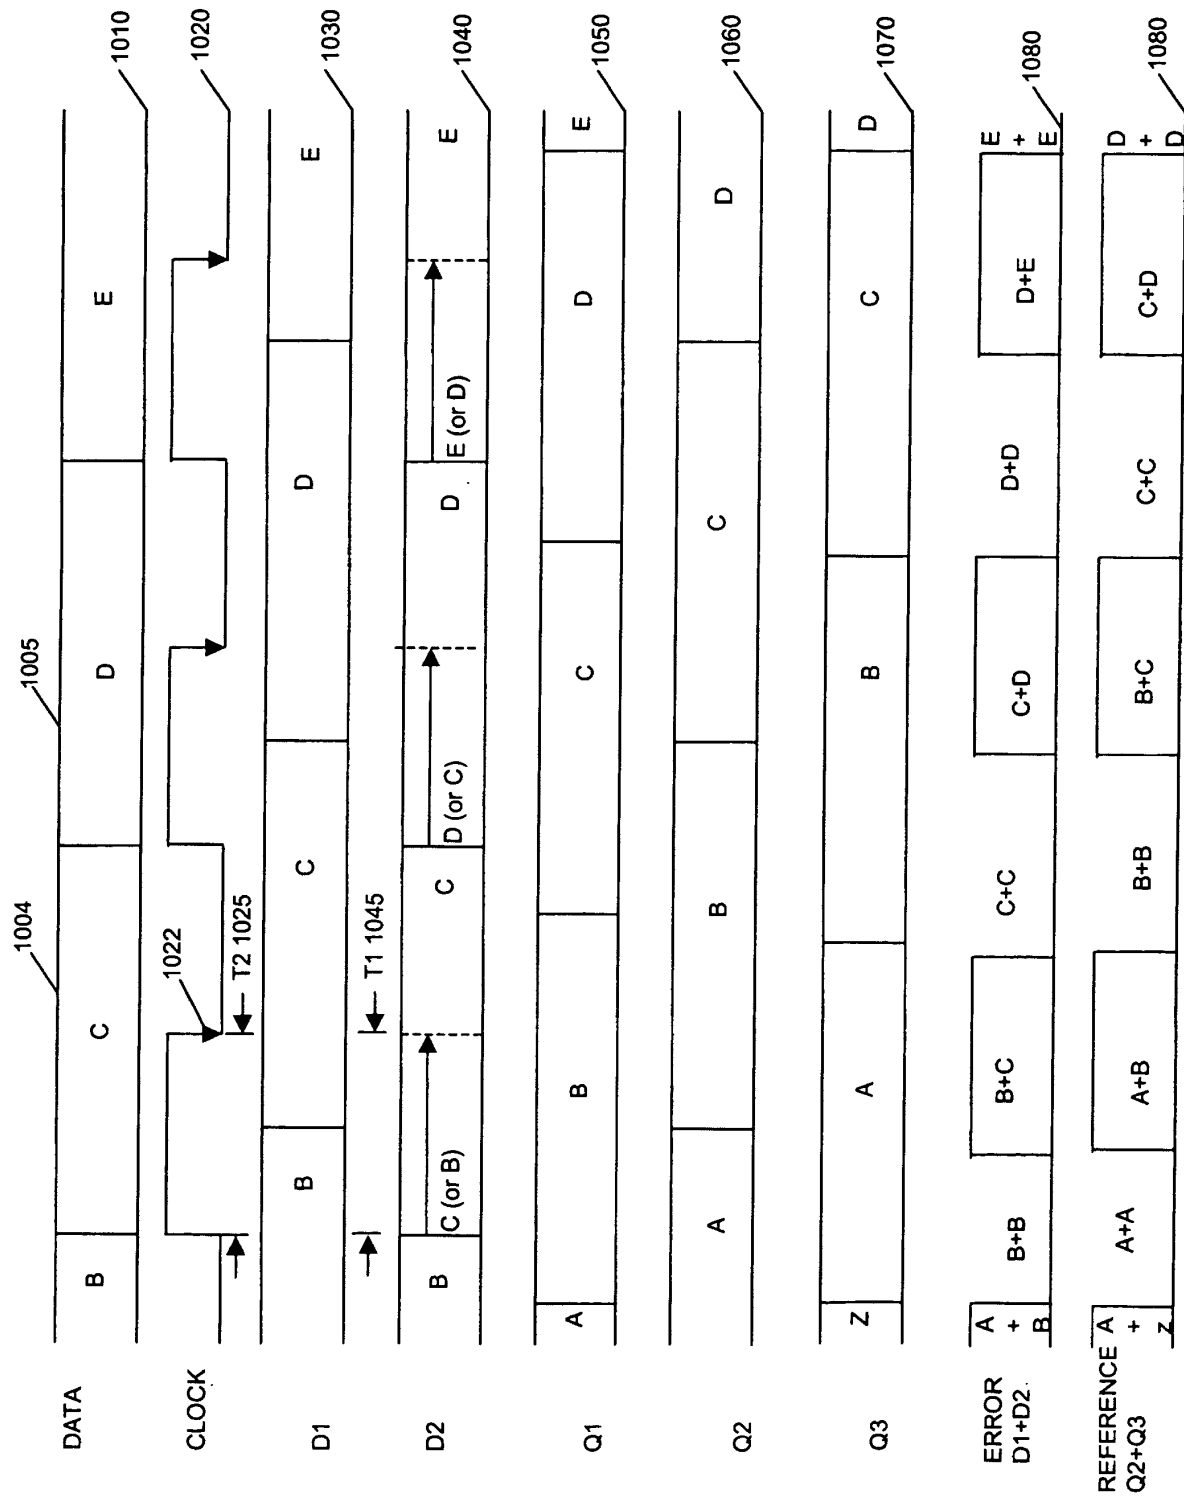 1004
1005
DATA
B
C
D
E
1010
CLOCK
1022
T2 1025
1020
D1
B
C
D
E
1030
T1 1045
D2
B
C (or B)
C
D (or C)
D
E (or D)
E
1040
Q1
A
B
C
D
E
1050
Q2
A
B
C
D
1060
Q3
Z
A
B
C
D
1070
ERROR
D1+D2.
A
+
B
B+B
B+C
C+C
C+D
D+D
D+E
E
+
E
1080
REFERENCE
Q2+Q3
A
+
Z
A+A
A+B
B+B
B+C
C+C
C+D
D
+
D
1080